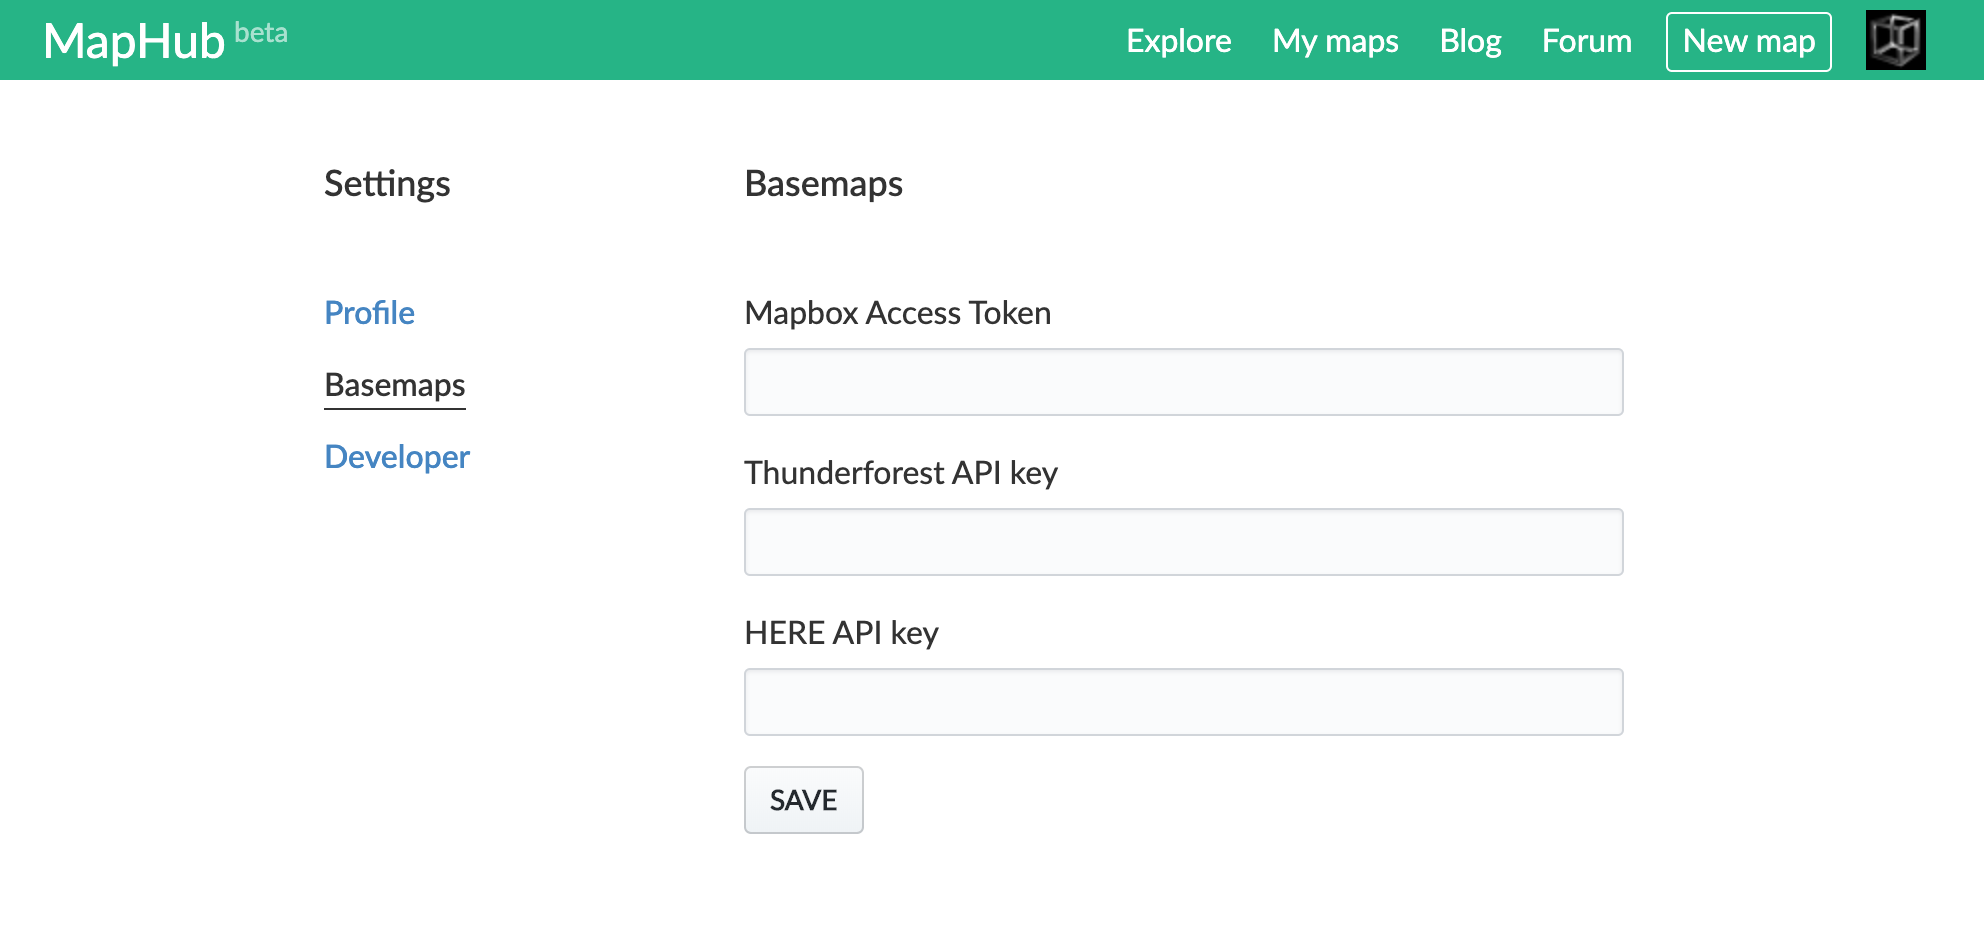 MapHub beta
Explore
My maps
Blog
Forum
New map
Settings
Profile
Basemaps
Developer
Basemaps
Mapbox Access Token
Thunderforest API key
HERE API key
SAVE